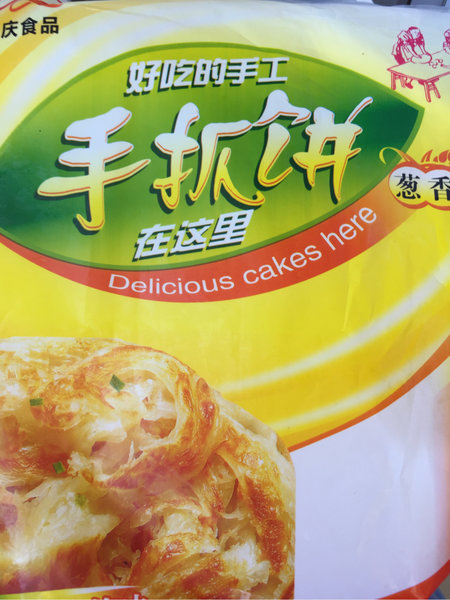 庆食品
好吃的手工
手抓饼
葱香
在这里
Delicious cakes here